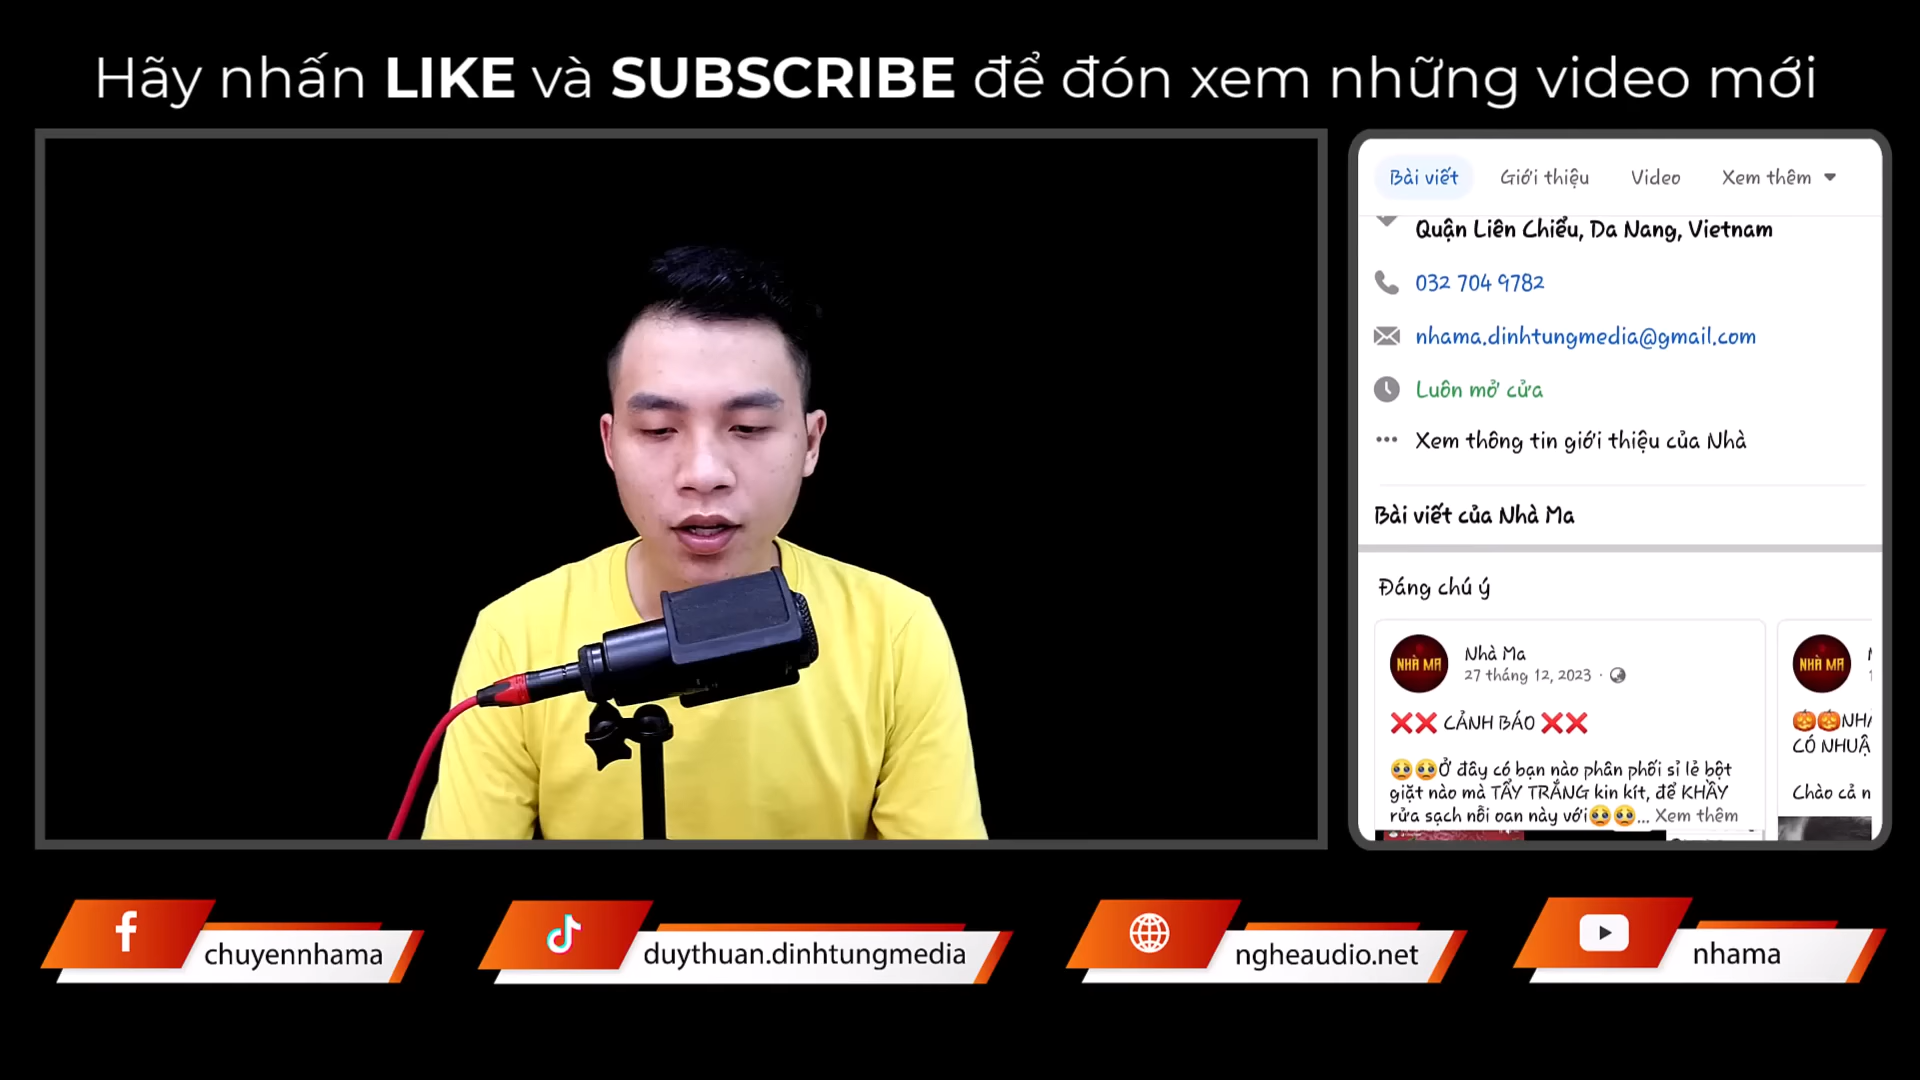 Hãy nhấn LIKE và SUBSCRIBE để đón xem những video mới
Bài viết
Giới thiệu
Video
Xem thêm
Quận Liên Chiểu, Da Nang, Vietnam
032 704 9782
nhama.dinhtungmedia@gmail.com
Luôn mở cửa
Xem thông tin giới thiệu của Nhà
Bài viết của Nhà Ma
Đáng chú ý
NHÀ MA
Nhà Ma
27 tháng 12, 2023 ·
❌❌ CẢNH BÁO ❌❌
🥹🥹Ở đây có bạn nào phân phối sỉ lẻ bột
giặt nào mà TẨY TRẮNG kin kít, để KHẦY
rửa sạch nỗi oan này với🥹🥹... Xem thêm
NHÀ MA
🎃🎃NHÀ
CÓ NHUẬ
Chào cả n
chuyennhama
duythuan.dinhtungmedia
ngheaudio.net
nhama